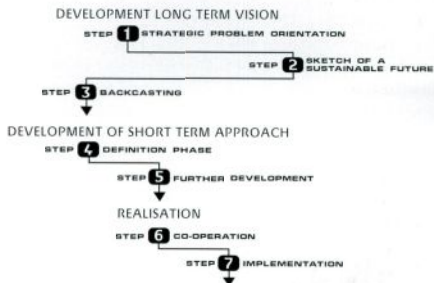 DEVELOPMENT LONG TERM VISION
STEP 1 STRATEGIC PROBLEM ORIENTATION
STEP 2 SKETCH OF A
SUSTAINABLE FUTURE
STEP 3 BACKCASTING
DEVELOPMENT OF SHORT TERM APPROACH
STEP 4 DEFINITION PHASE
STEP 5 FURTHER DEVELOPMENT
REALISATION
STEP 6 CO-OPERATION
STEP 7 IMPLEMENTATION